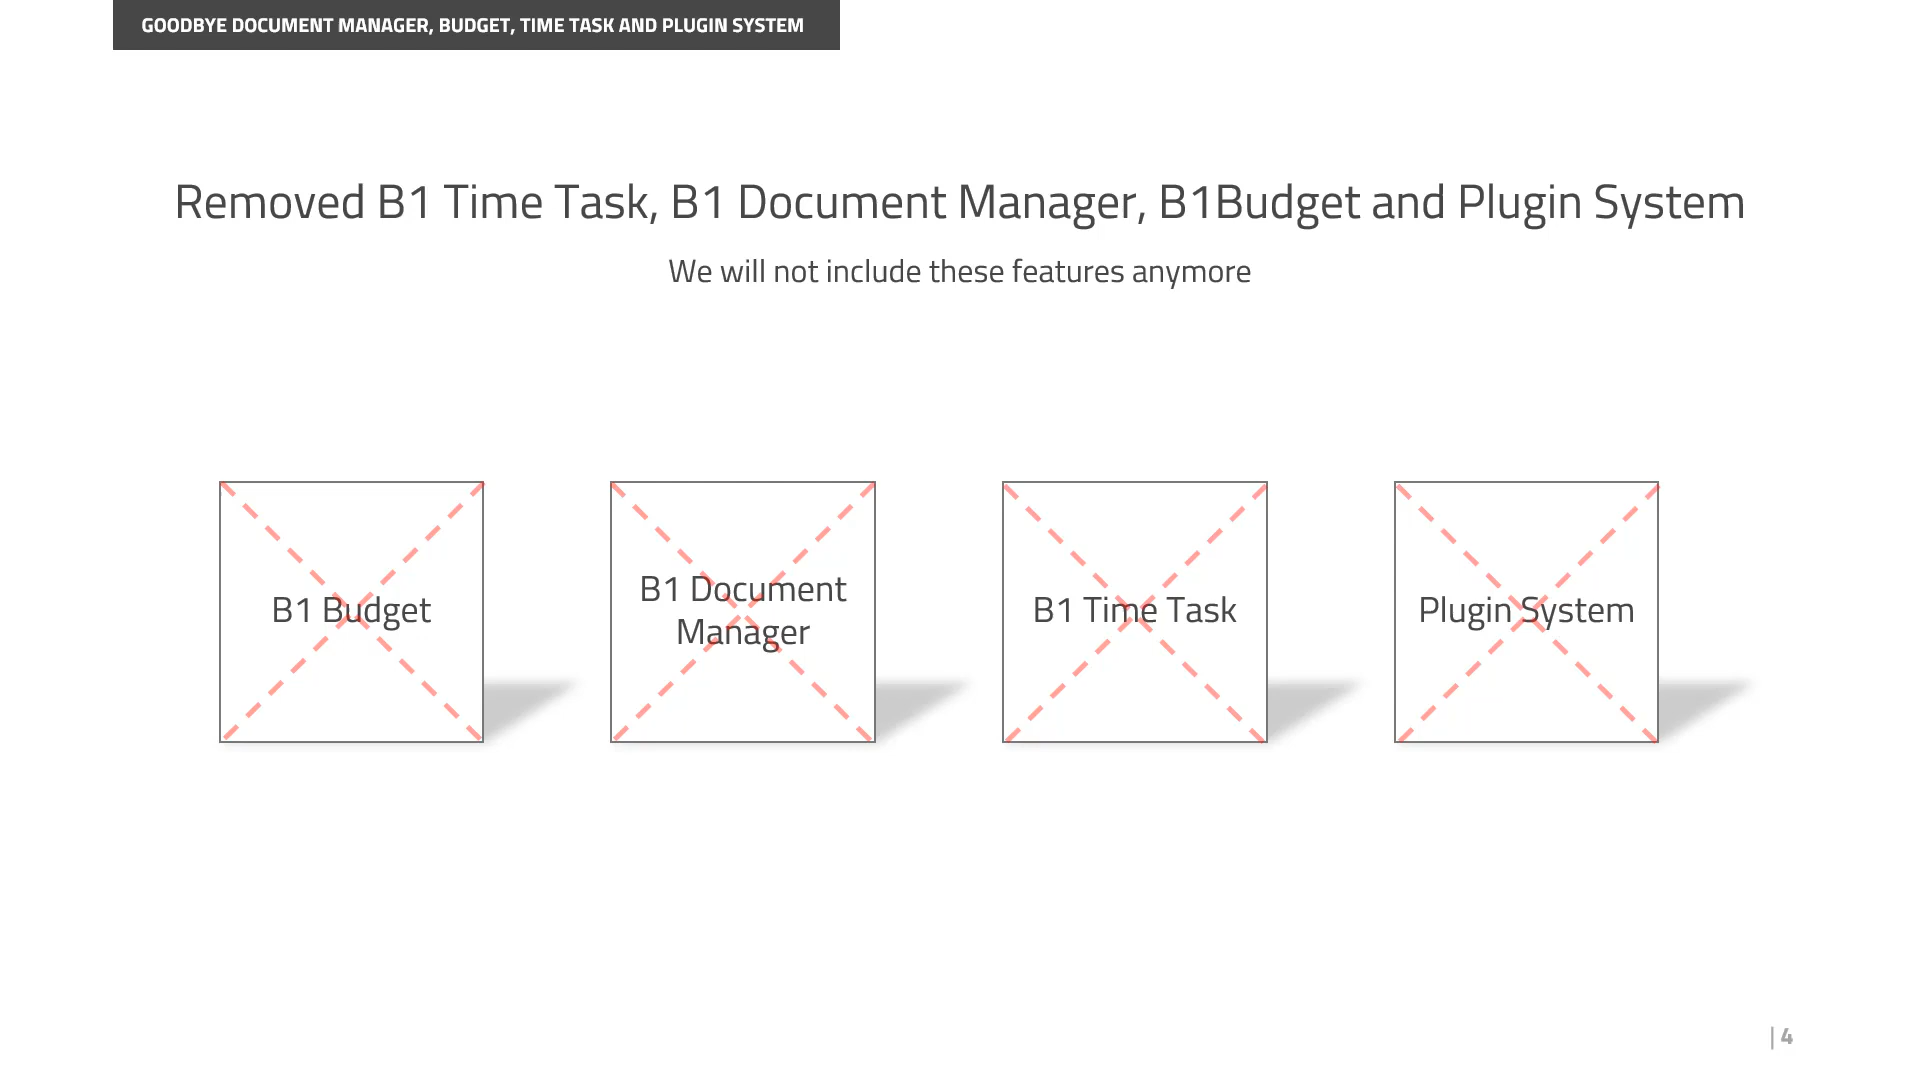 GOODBYE DOCUMENT MANAGER, BUDGET, TIME TASK AND PLUGIN SYSTEM
Removed B1 Time Task, B1 Document Manager, B1Budget and Plugin System
We will not include these features anymore
B1 Budget
B1 Document
Manager
B1 Time Task
Plugin System
| 4